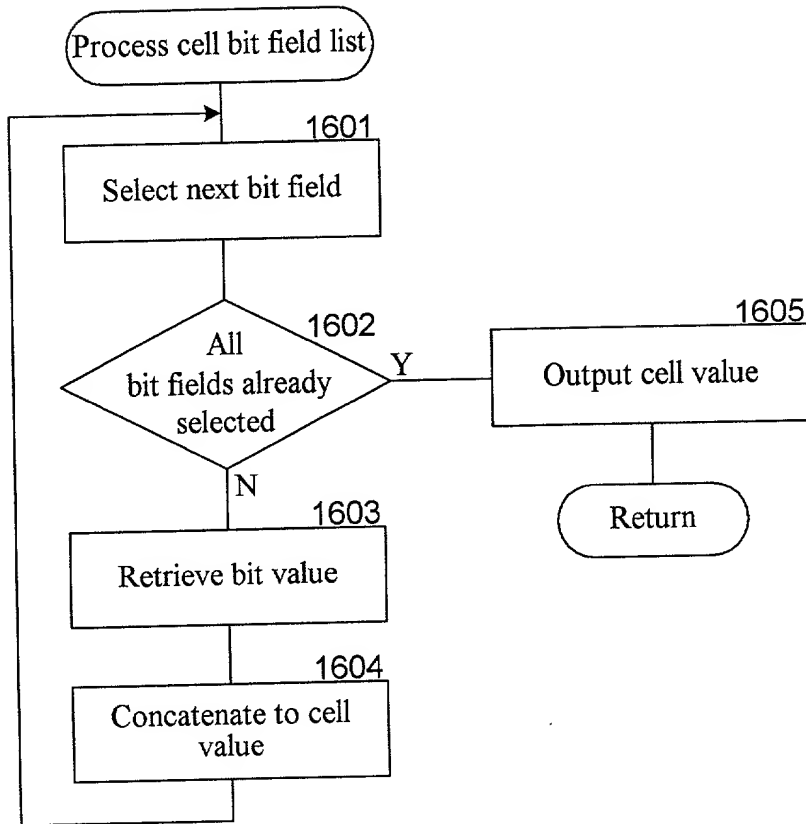 Process cell bit field list
1601
Select next bit field
1602
All
bit fields already
selected
Y
N
1605
Output cell value
Return
1603
Retrieve bit value
1604
Concatenate to cell
value